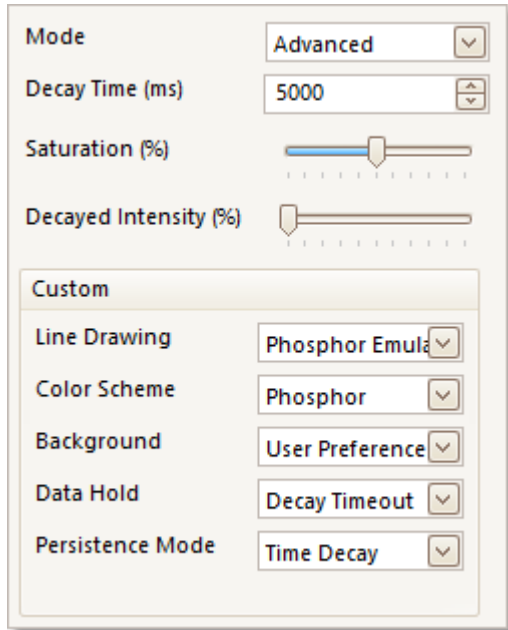 Mode Advanced
Decay Time (ms) 5000
Saturation (%)
Decayed Intensity (%)
Custom
Line Drawing Phosphor Emula
Color Scheme Phosphor
Background User Preference
Data Hold Decay Timeout
Persistence Mode Time Decay